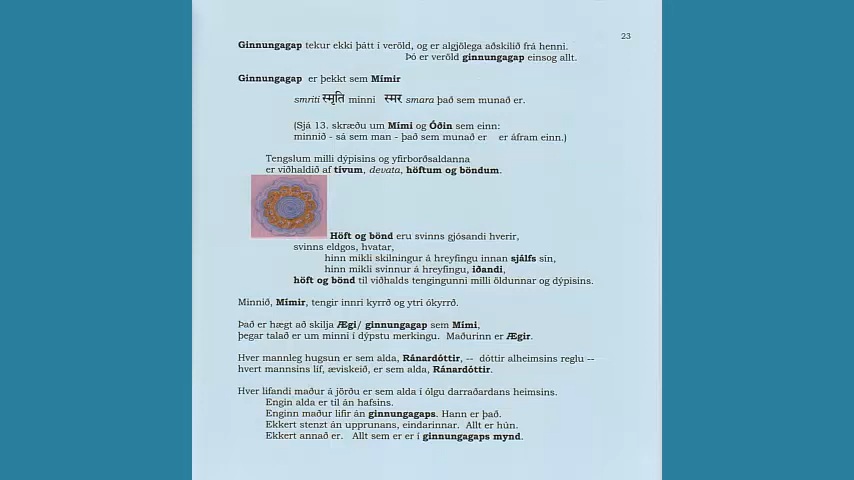 23
Ginnungagap tekur ekki þátt í veröld, og er algjölega aðskilið frá henni.
Þó er veröld ginnungagap einsog allt.
Ginnungagap er þekkt sem Mímir
smriti स्मृति minni स्मर smara það sem munað er.
(Sjá 13. skræðu um Mími og Óðin sem einn:
minnið - sá sem man - það sem munað er er áfram einn.)
Tengslum milli dýpisins og yfirborðsaldanna
er viðhaldið af tívum, devata, höftum og böndum.
Höft og bönd eru svinns gjósandi hverir,
svinns eldgos, hvatar,
hinn mikli skilningur á hreyfingu innan sjálfs sín,
hinn mikli svinnur á hreyfingu, iðandi,
höft og bönd til viðhalds tengingunni milli öldunnar og dýpisins.
Minnið, Mímir, tengir innri kyrrð og ytri ókyrrð.
Það er hægt að skilja Ægi/ ginnungagap sem Mími,
þegar talað er um minni í dýpstu merkingu. Maðurinn er Ægir.
Hver mannleg hugsun er sem alda, Ránardóttir, -- dóttir alheimsins reglu --
hvert mannsins líf, æviskeið, er sem alda, Ránardóttir.
Hver lifandi maður á jörðu er sem alda í ólgu darraðardans heimsins.
Engin alda er til án hafsins.
Enginn maður lifir án ginnungagaps. Hann er það.
Ekkert stenzt án upprunans, eindarinnar. Allt er hún.
Ekkert annað er. Allt sem er er í ginnungagaps mynd.